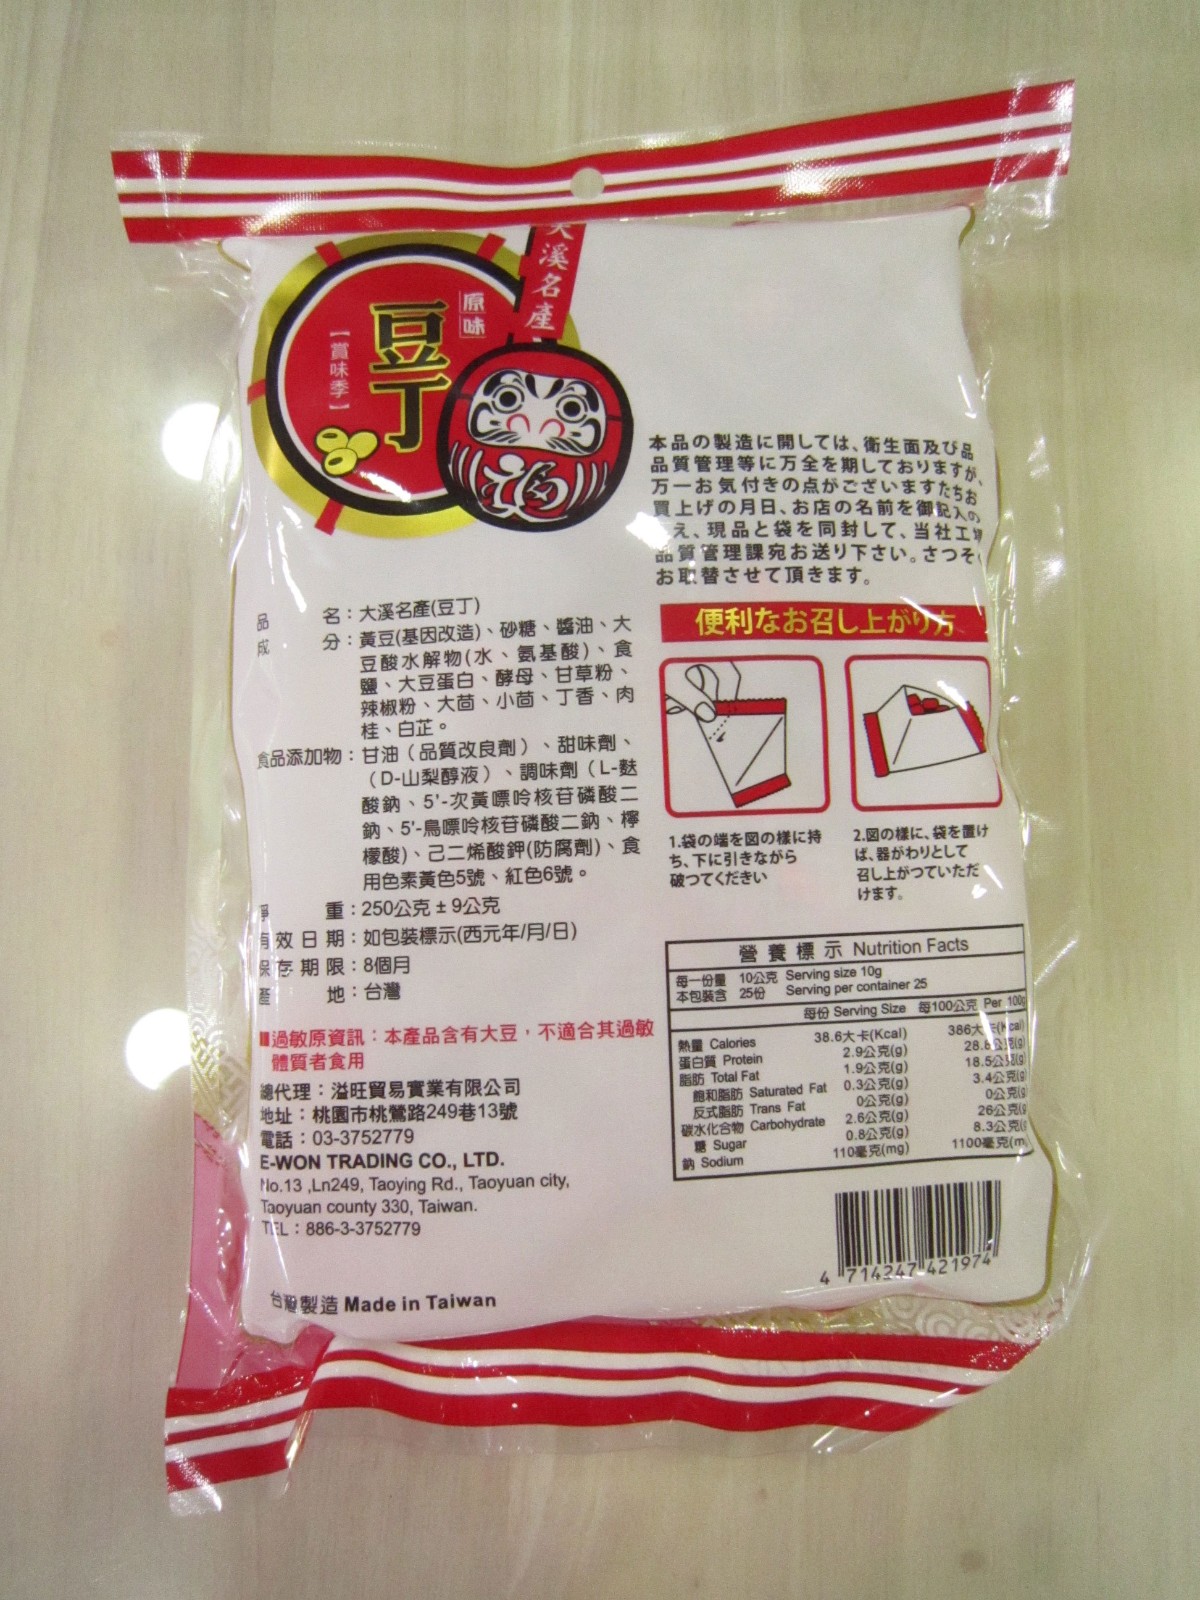 大溪名產
原味
豆丁
【賞味季】
福
本品の製造に開しては、衛生面及び品
品質管理等に万全を期しておりますが、
万一お気付きの点がございますたちお
買上げの月日、お店の名前を御記入の
え、現品と袋を同封して、当社工場
品質管理課宛お送り下さい。さつそく
お取替させて頂きます。
便利なお召し上がり方
1.袋の端を図の樣に持
ち、下に引きながら
破つてください
2.図の樣に、袋を置け
ば、器がわりとして
召し上がつていただ
けます。
品名：大溪名產(豆丁)
成分：黃豆(基因改造)、砂糖、醬油、大
豆酸水解物(水、氨基酸)、食
鹽、大豆蛋白、酵母、甘草粉、
辣椒粉、大茴、小茴、丁香、肉
桂、白芷。
食品添加物：甘油（品質改良劑）、甜味劑、
（D-山梨醇液）、調味劑（L-麩
酸鈉、5'-次黃嘌呤核苷磷酸二
鈉、5'-鳥嘌呤核苷磷酸二鈉、檸
檬酸)、己二烯酸鉀(防腐劑)、食
用色素黃色5號、紅色6號。
淨重：250公克±9公克
有效日期：如包裝標示(西元年/月/日)
保存期限：8個月
產地：台灣
■過敏原資訊：本產品含有大豆，不適合其過敏
體質者食用
總代理：溢旺貿易實業有限公司
地址：桃園市桃鶯路249巷13號
電話：03-3752779
E-WON TRADING CO., LTD.
No.13 ,Ln249, Taoying Rd., Taoyuan city,
Taoyuan county 330, Taiwan.
TEL：886-3-3752779
台灣製造 Made in Taiwan
營養標示 Nutrition Facts
每一份量 10公克 Serving size 10g
本包裝含 25份 Serving per container 25
每份 Serving Size 每100公克 Per 100g
熱量 Calories 38.6大卡(Kcal) 386大卡(Kcal)
蛋白質 Protein 2.9公克(g) 28.8公克(g)
脂肪 Total Fat 1.9公克(g) 18.5公克(g)
飽和脂肪 Saturated Fat 0.3公克(g) 3.4公克(g)
反式脂肪 Trans Fat 0公克(g) 0公克(g)
碳水化合物 Carbohydrate 2.6公克(g) 26公克(g)
糖 Sugar 0.8公克(g) 8.3公克(g)
鈉 Sodium 110毫克(mg) 1100毫克(m
4 714247 421974